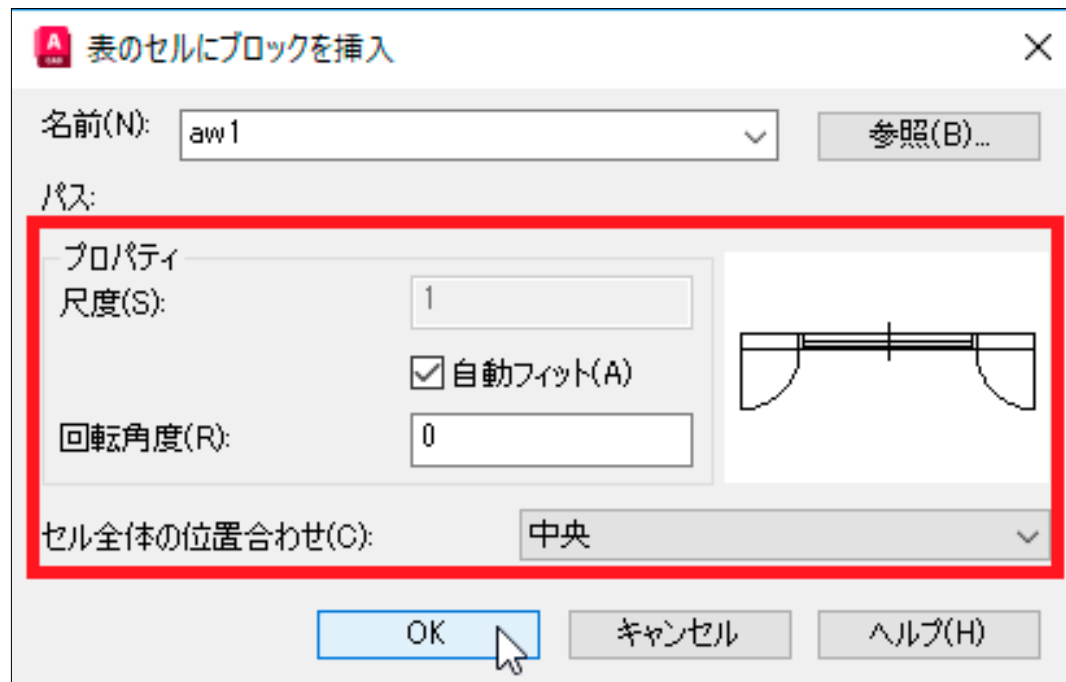 A CAD 表のセルにブロックを挿入
名前(N): aw1 参照(B)...
パス:
プロパティ
尺度(S): 1
自動フィット(A)
回転角度(R): 0
セル全体の位置合わせ(C): 中央
OK キャンセル ヘルプ(H)